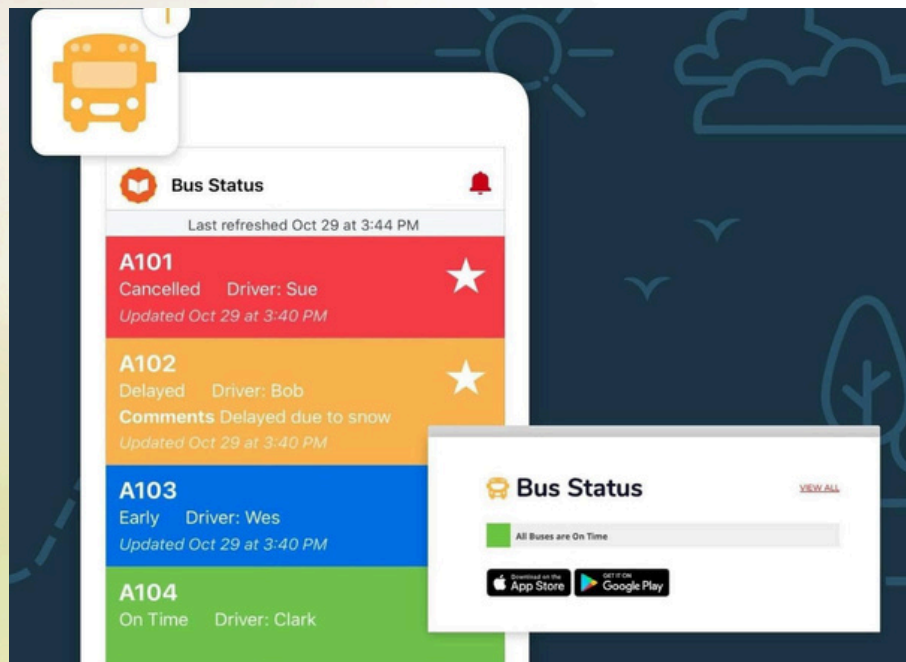 Bus Status
Last refreshed Oct 29 at 3:44 PM
A101
Cancelled Driver: Sue
Updated Oct 29 at 3:40 PM
A102
Delayed Driver: Bob
Comments Delayed due to snow
Updated Oct 29 at 3:40 PM
A103
Early Driver: Wes
Updated Oct 29 at 3:40 PM
A104
On Time Driver: Clark
Bus Status
VIEW ALL
All Buses are On Time
Download on the
App Store
GET IT ON
Google Play